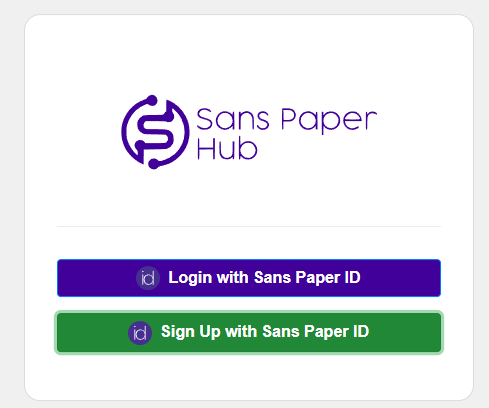 Sans Paper
Hub
id Login with Sans Paper ID
id Sign Up with Sans Paper ID